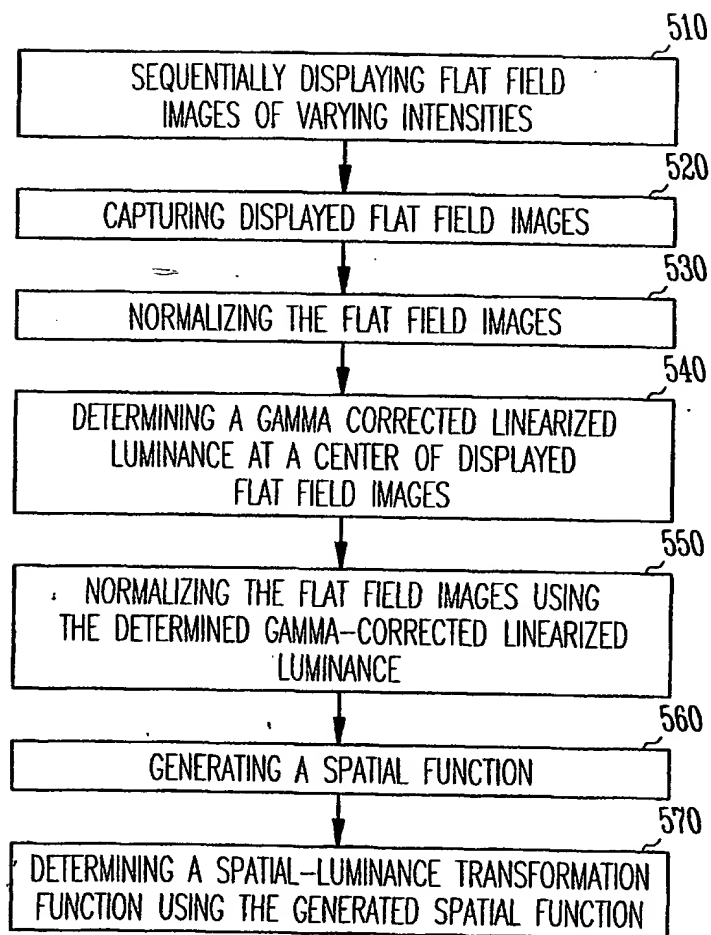 510
SEQUENTIALLY DISPLAYING FLAT FIELD
IMAGES OF VARYING INTENSITIES
520
CAPTURING DISPLAYED FLAT FIELD IMAGES
530
NORMALIZING THE FLAT FIELD IMAGES
540
DETERMINING A GAMMA CORRECTED LINEARIZED
LUMINANCE AT A CENTER OF DISPLAYED
FLAT FIELD IMAGES
550
NORMALIZING THE FLAT FIELD IMAGES USING
THE DETERMINED GAMMA-CORRECTED LINEARIZED
LUMINANCE
560
GENERATING A SPATIAL FUNCTION
570
DETERMINING A SPATIAL-LUMINANCE TRANSFORMATION
FUNCTION USING THE GENERATED SPATIAL FUNCTION